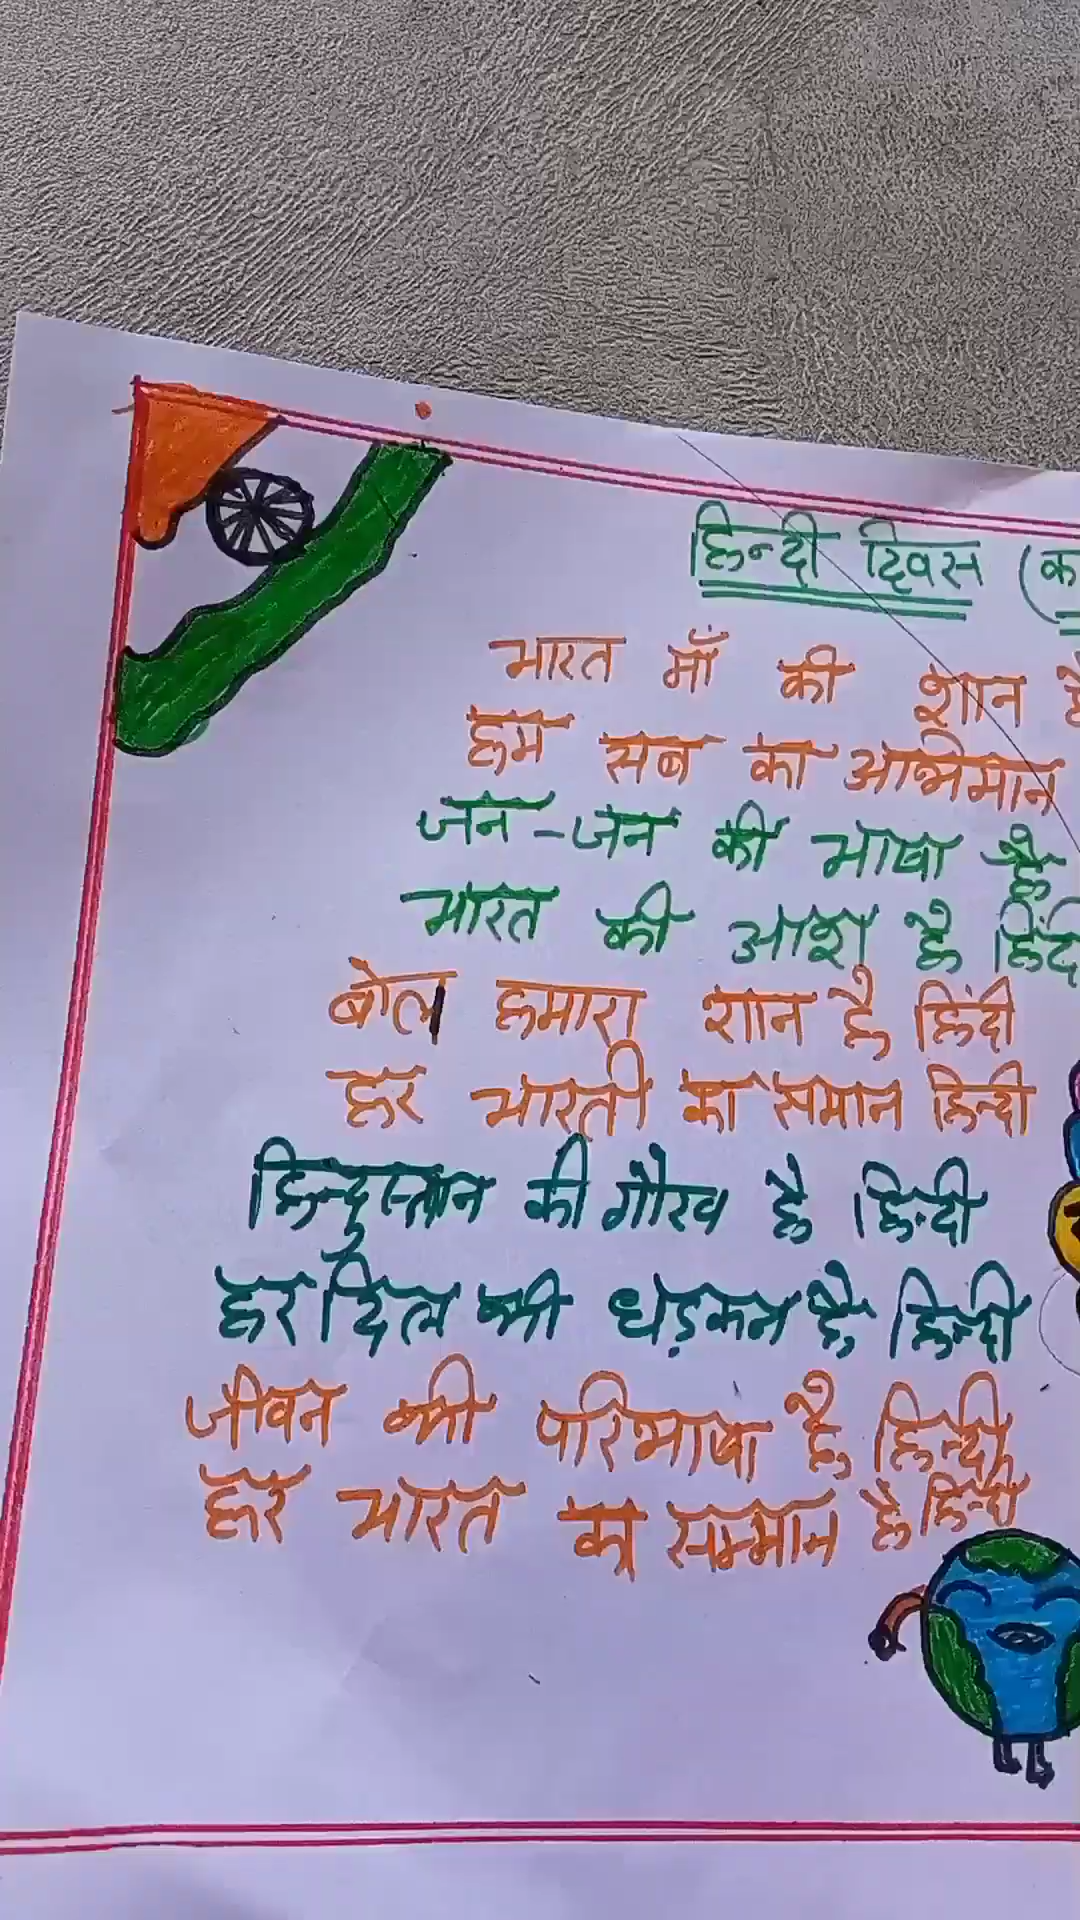 हिन्दी दिवस (क
भारत माँ की शान है
हम सब का अभिमान
जन-जन की भाषा है
भारत की आशा है हिंदी
बोल हमारा शान है हिंदी
हर भारती का समान हिन्दी
हिन्दुस्तान की गौरव है हिन्दी
हर दिल की धड़कन है हिन्दी
जीवन की परिभाषा है हिन्दी
हर भारत का सम्मान है हिन्दी